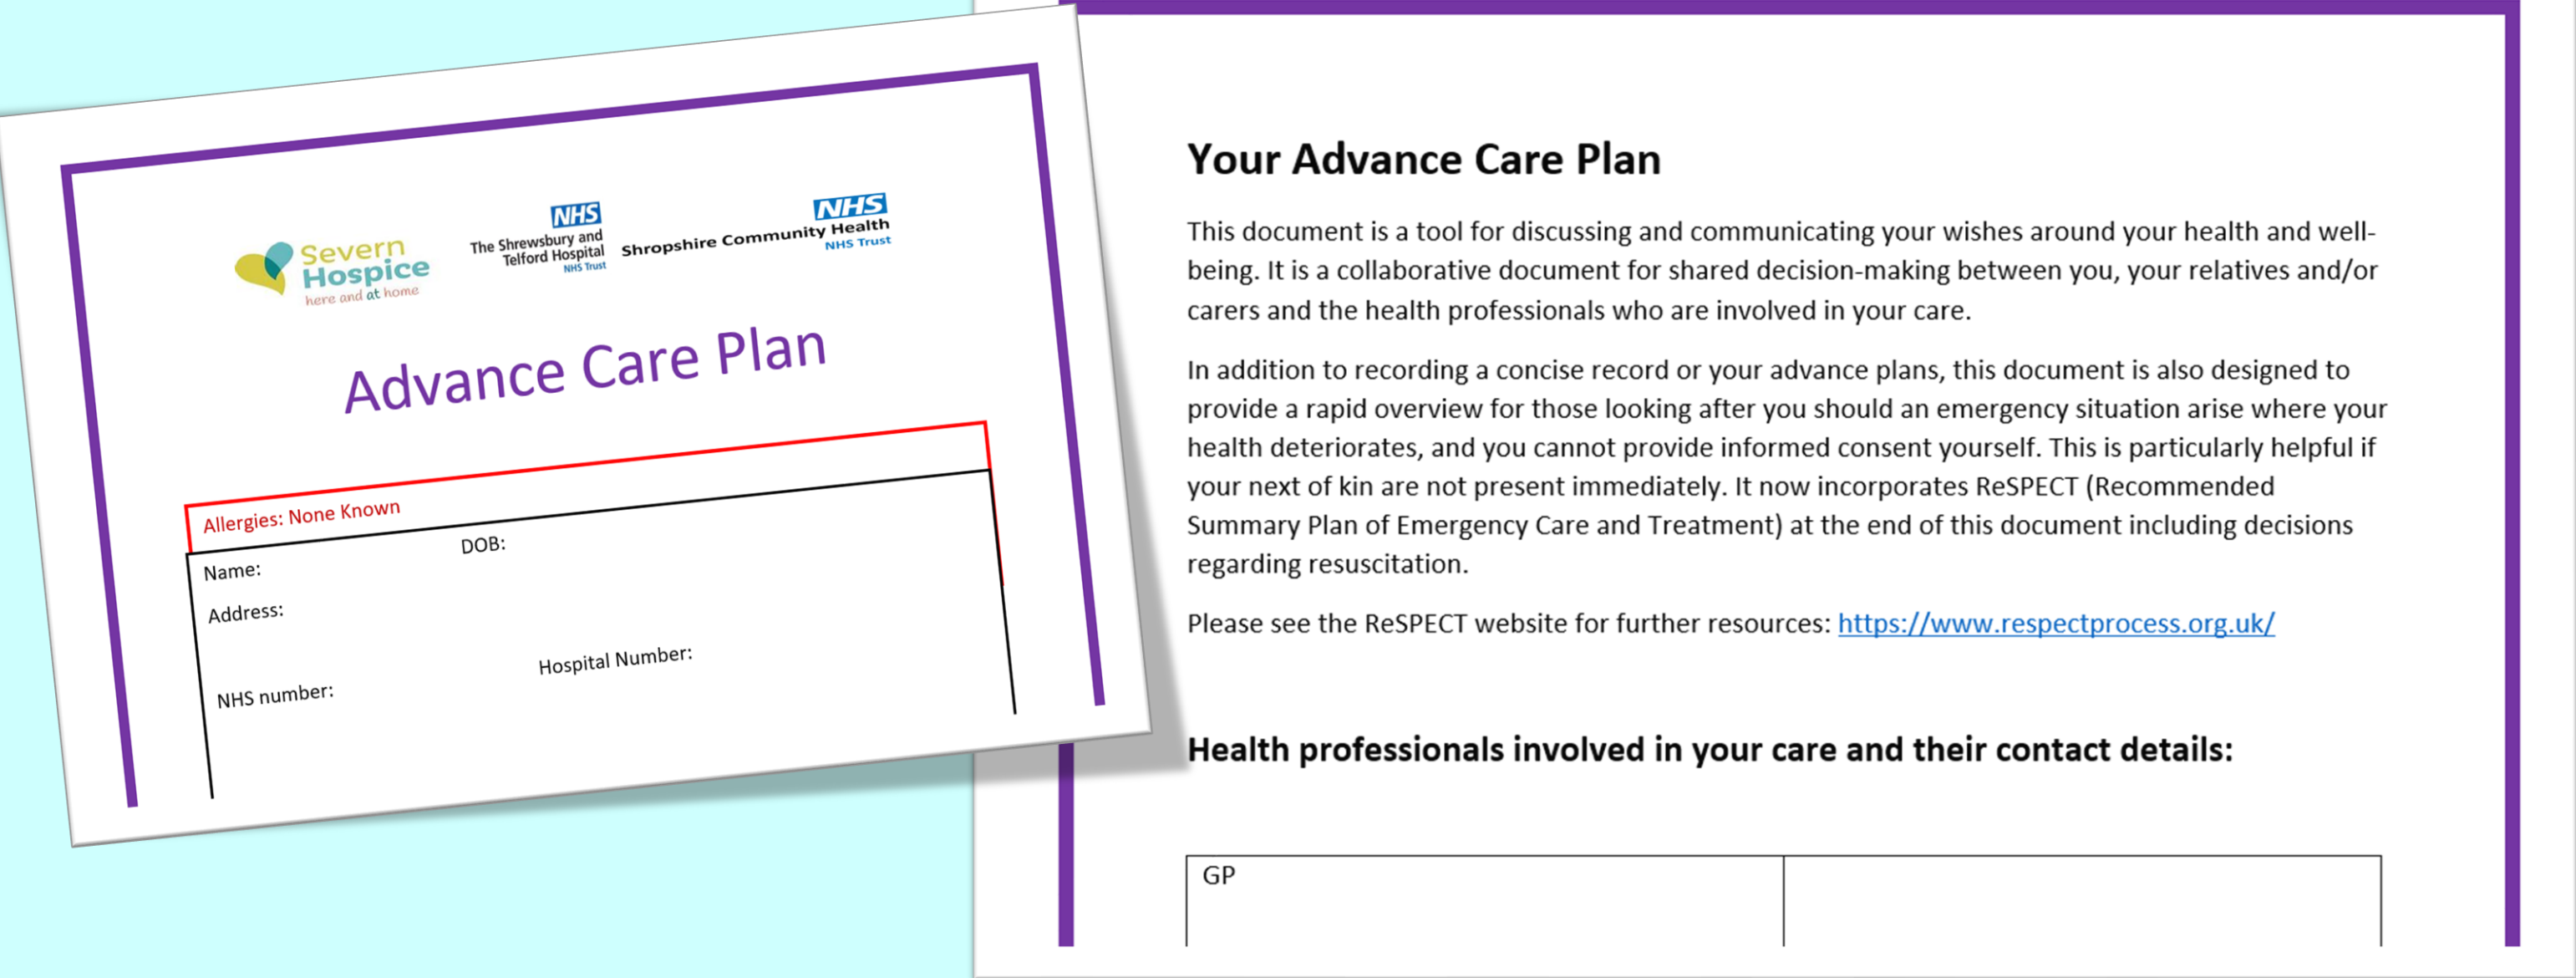 Severn
Hospice
here and at home
NHS
The Shrewsbury and
Telford Hospital
NHS Trust
NHS
Shropshire Community Health
NHS Trust
Advance Care Plan
Allergies: None Known
Name: DOB:
Address:
NHS number: Hospital Number:
Your Advance Care Plan
This document is a tool for discussing and communicating your wishes around your health and well-
being. It is a collaborative document for shared decision-making between you, your relatives and/or
carers and the health professionals who are involved in your care.
In addition to recording a concise record or your advance plans, this document is also designed to
provide a rapid overview for those looking after you should an emergency situation arise where your
health deteriorates, and you cannot provide informed consent yourself. This is particularly helpful if
your next of kin are not present immediately. It now incorporates ReSPECT (Recommended
Summary Plan of Emergency Care and Treatment) at the end of this document including decisions
regarding resuscitation.
Please see the ReSPECT website for further resources: https://www.respectprocess.org.uk/
Health professionals involved in your care and their contact details:
GP